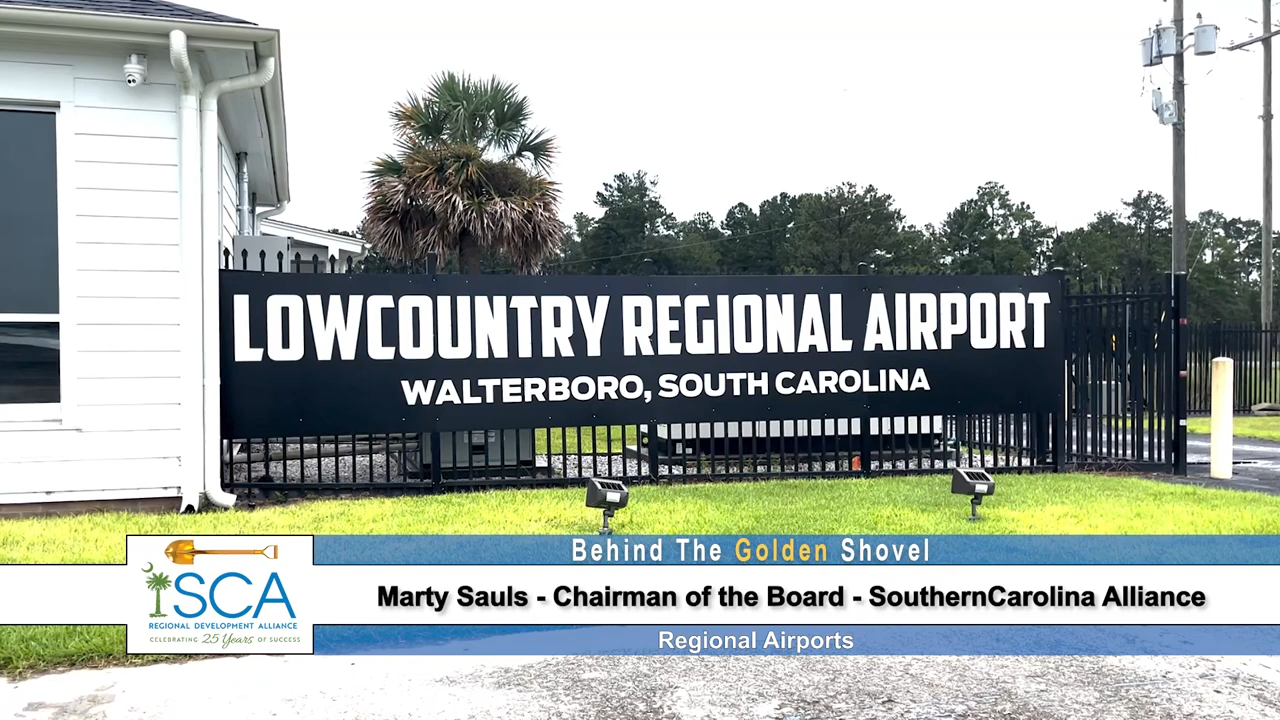 LOWCOUNTRY REGIONAL AIRPORT
WALTERBORO, SOUTH CAROLINA
Behind The Golden Shovel
SCA
REGIONAL DEVELOPMENT ALLIANCE
CELEBRATING 25 Years OF SUCCESS
Marty Sauls - Chairman of the Board - SouthernCarolina Alliance
Regional Airports